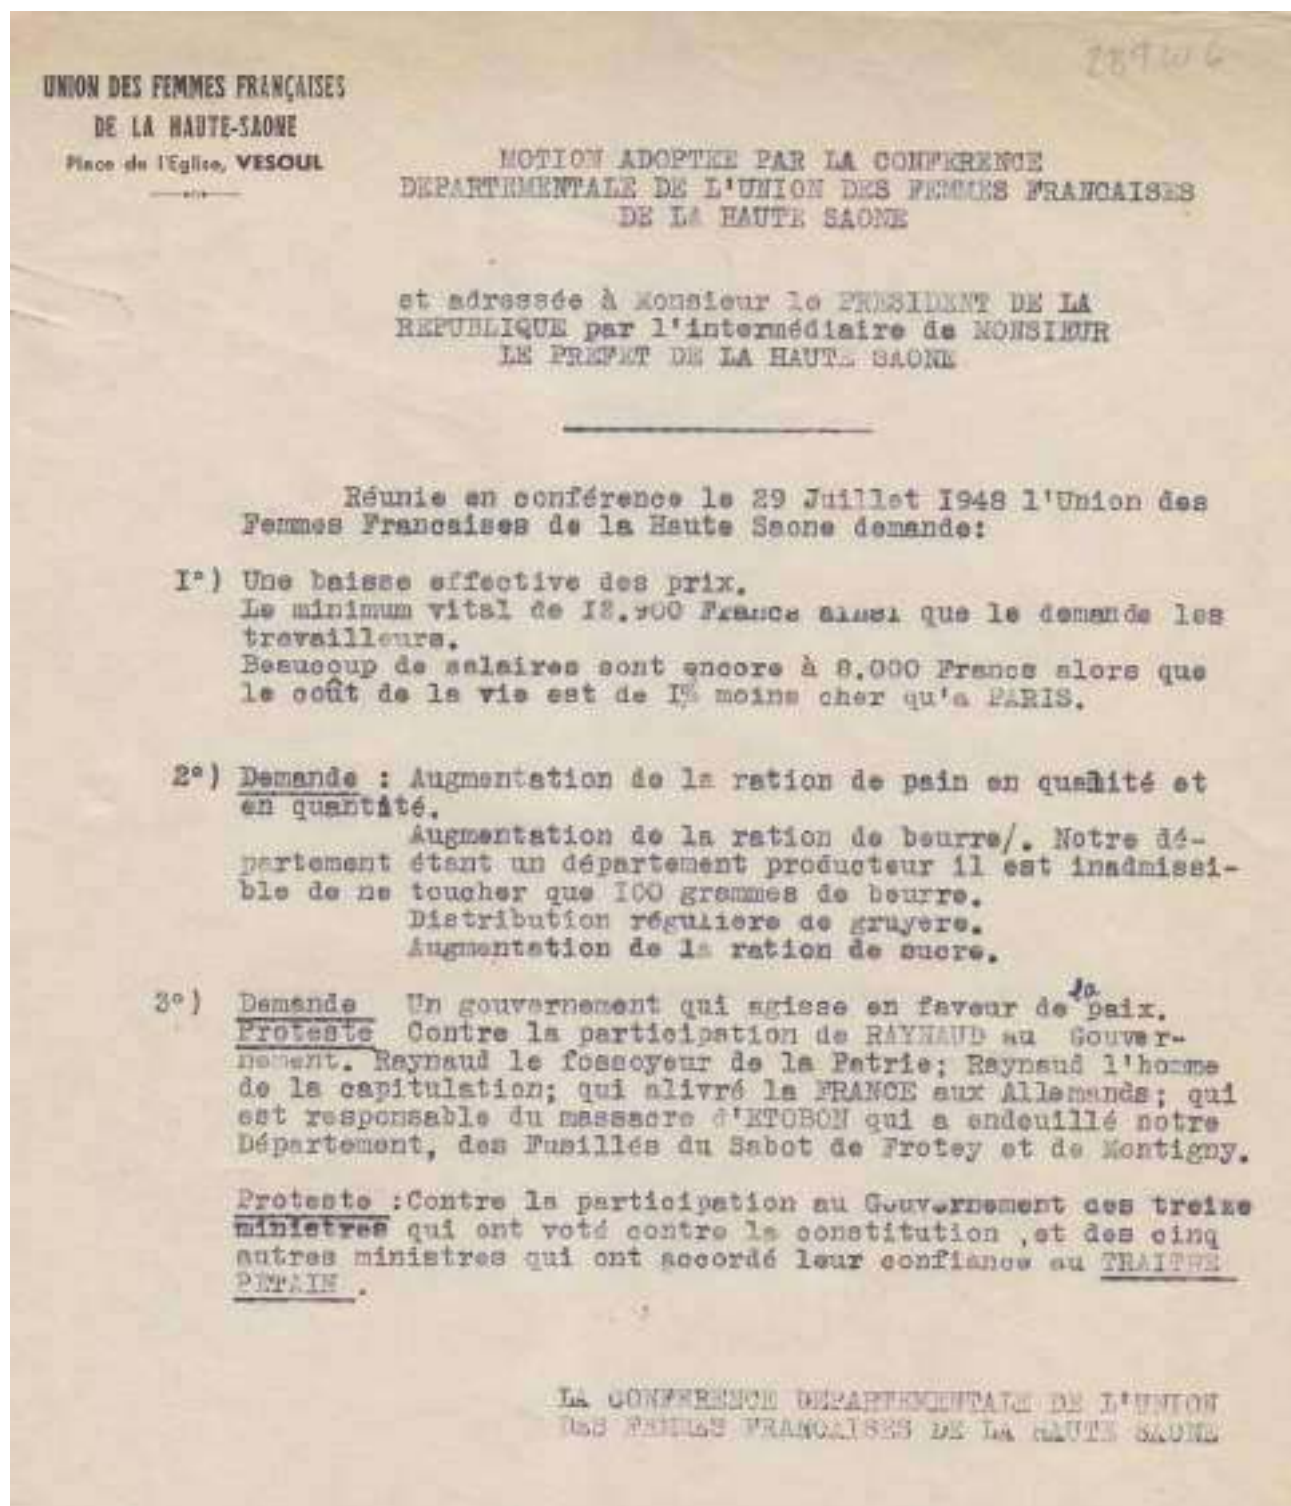 289 W 6
UNION DES FEMMES FRANÇAISES
DE LA HAUTE-SAONE
Place de l'Eglise, VESOUL
MOTION ADOPTEE PAR LA CONFERENCE
DEPARTEMENTALE DE L'UNION DES FEMMES FRANCAISES
DE LA HAUTE SAONE
et adressée à Monsieur le PRESIDENT DE LA
REPUBLIQUE par l'intermédiaire de MONSIEUR
LE PREFET DE LA HAUTE SAONE
Réunie en conférence le 29 Juillet I948 l'Union des
Femmes Francaises de la Haute Saone demande:
I°) Une baisse effective des prix.
Le minimum vital de I2.900 Francs ainsi que le demande les
travailleurs.
Beaucoup de salaires sont encore à 8.000 Francs alors que
le coût de la vie est de I% moins cher qu'a PARIS.
2°) Demande : Augmentation de la ration de pain en qualité et
en quantité.
Augmentation de la ration de beurre/. Notre dé-
partement étant un département producteur il est inadmissi-
ble de ne toucher que I00 grammes de beurre.
Distribution réguliere de gruyere.
Augmentation de la ration de sucre.
3°) Demande Un gouvernement qui agisse en faveur de la paix.
Proteste Contre la participation de RAYNAUD au Gouver-
nement. Raynaud le fossoyeur de la Patrie; Raynaud l'homme
de la capitulation; qui alivré la FRANCE aux Allemands; qui
est responsable du massacre d'ETOBON qui a endeuillé notre
Département, des Fusillés du Sabot de Frotey et de Montigny.
Proteste :Contre la participation au Gouvernement des treize
ministres qui ont voté contre la constitution ,et des cinq
autres ministres qui ont accordé leur confiance au TRAITRE
PETAIN .
LA CONFERENCE DEPARTEMENTALE DE L'UNION
DES FEMMES FRANCAISES DE LA HAUTE SAONE